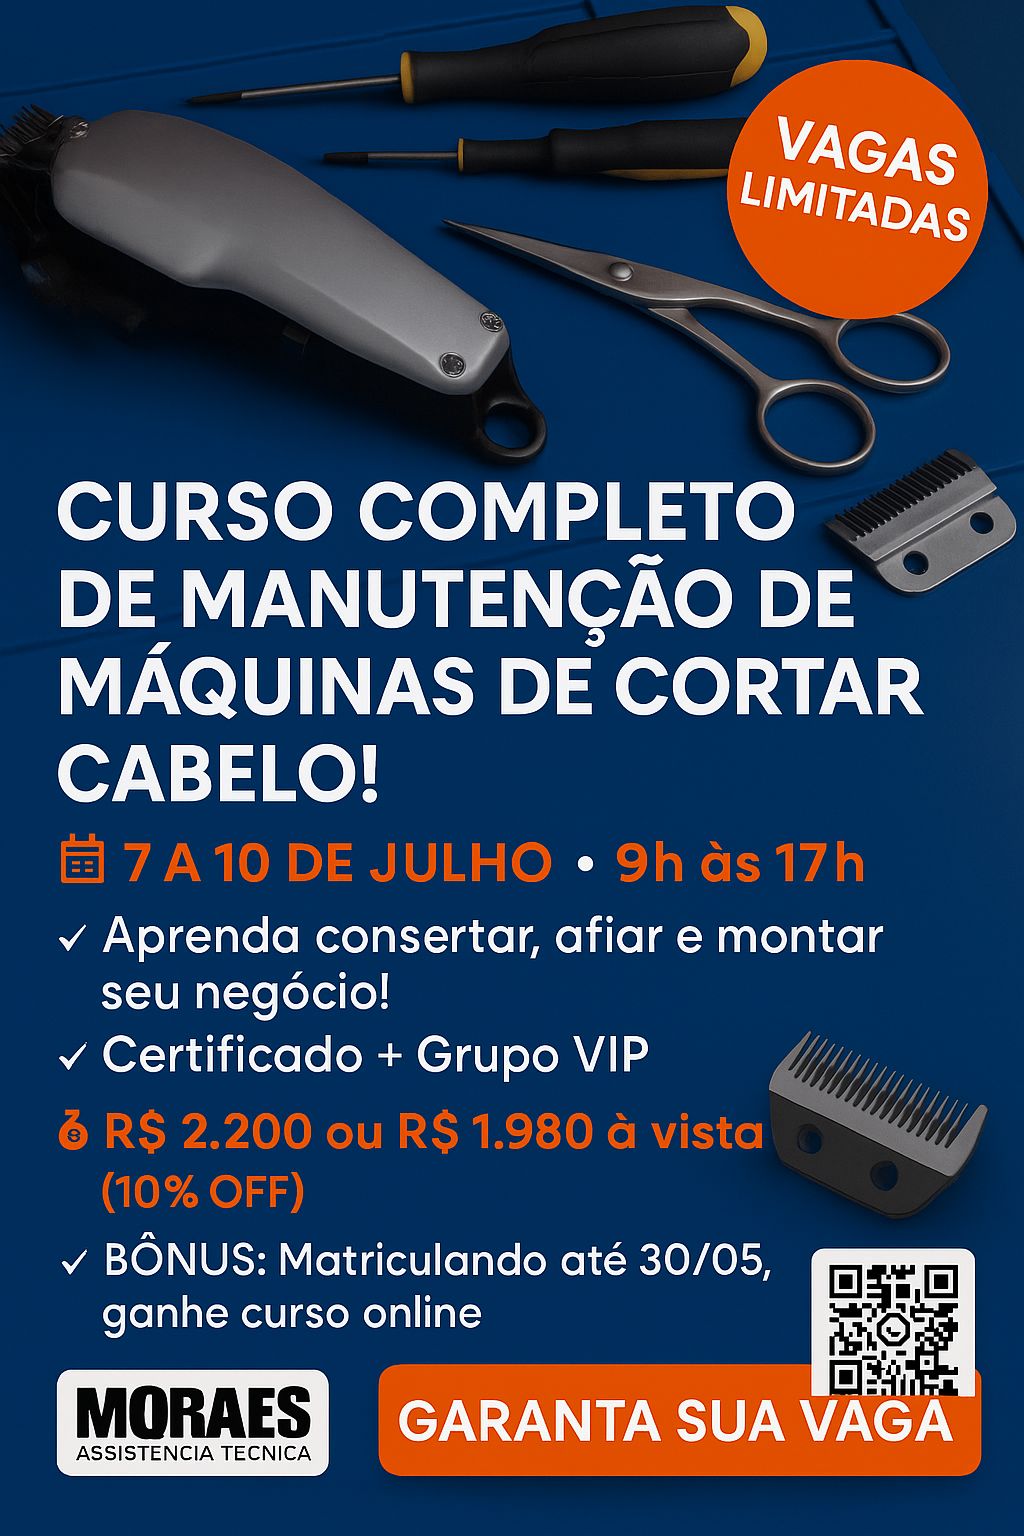 VAGAS
LIMITADAS
CURSO COMPLETO
DE MANUTENÇÃO DE
MÁQUINAS DE CORTAR
CABELO!
7 A 10 DE JULHO • 9h às 17h
✓ Aprenda consertar, afiar e montar
seu negócio!
✓ Certificado + Grupo VIP
R$ 2.200 ou R$ 1.980 à vista
(10% OFF)
✓ BÔNUS: Matriculando até 30/05,
ganhe curso online
MORAES
ASSISTENCIA TECNICA
GARANTA SUA VAGA